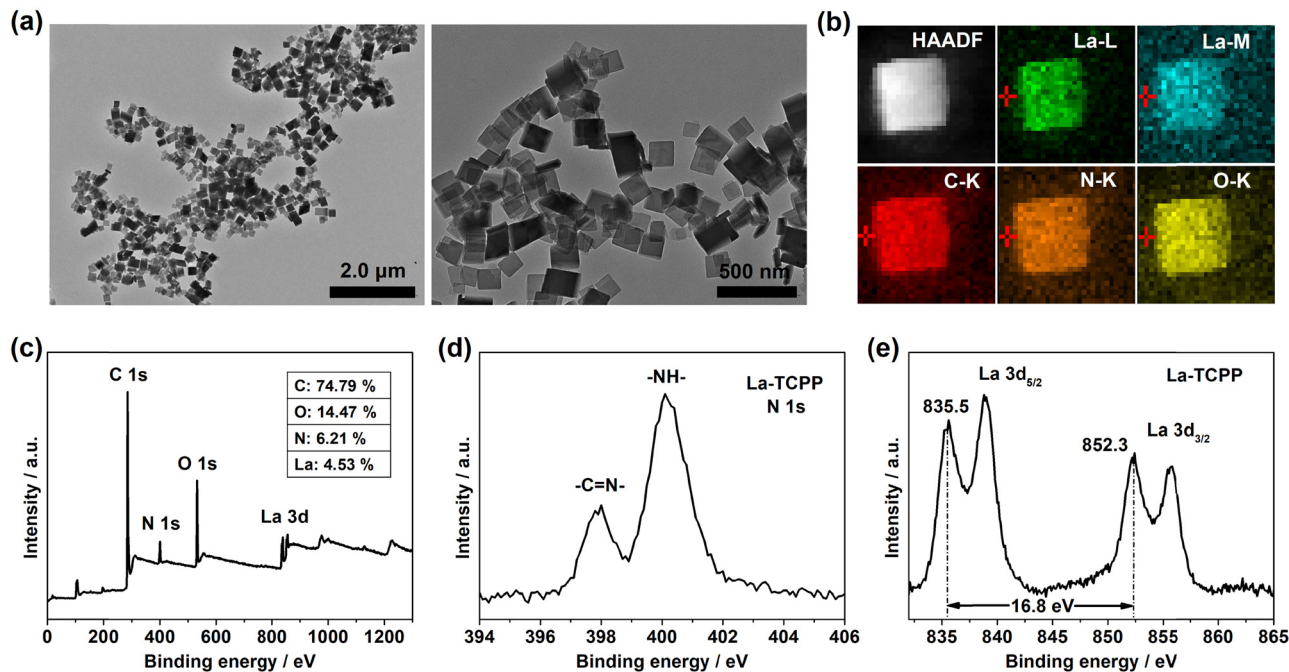 (a)
2.0 μm
500 nm
(b)
HAADF
La-L
La-M
C-K
N-K
O-K
(c)
C 1s
C: 74.79 %
O: 14.47 %
N: 6.21 %
La: 4.53 %
O 1s
N 1s
La 3d
Intensity / a.u.
0 200 400 600 800 1000 1200
Binding energy / eV
(d)
-NH-
La-TCPP
N 1s
-C=N-
Intensity / a.u.
394 396 398 400 402 404 406
Binding energy / eV
(e)
La 3d5/2
La-TCPP
835.5
852.3
La 3d3/2
16.8 eV
Intensity / a.u.
835 840 845 850 855 860 865
Binding energy / eV